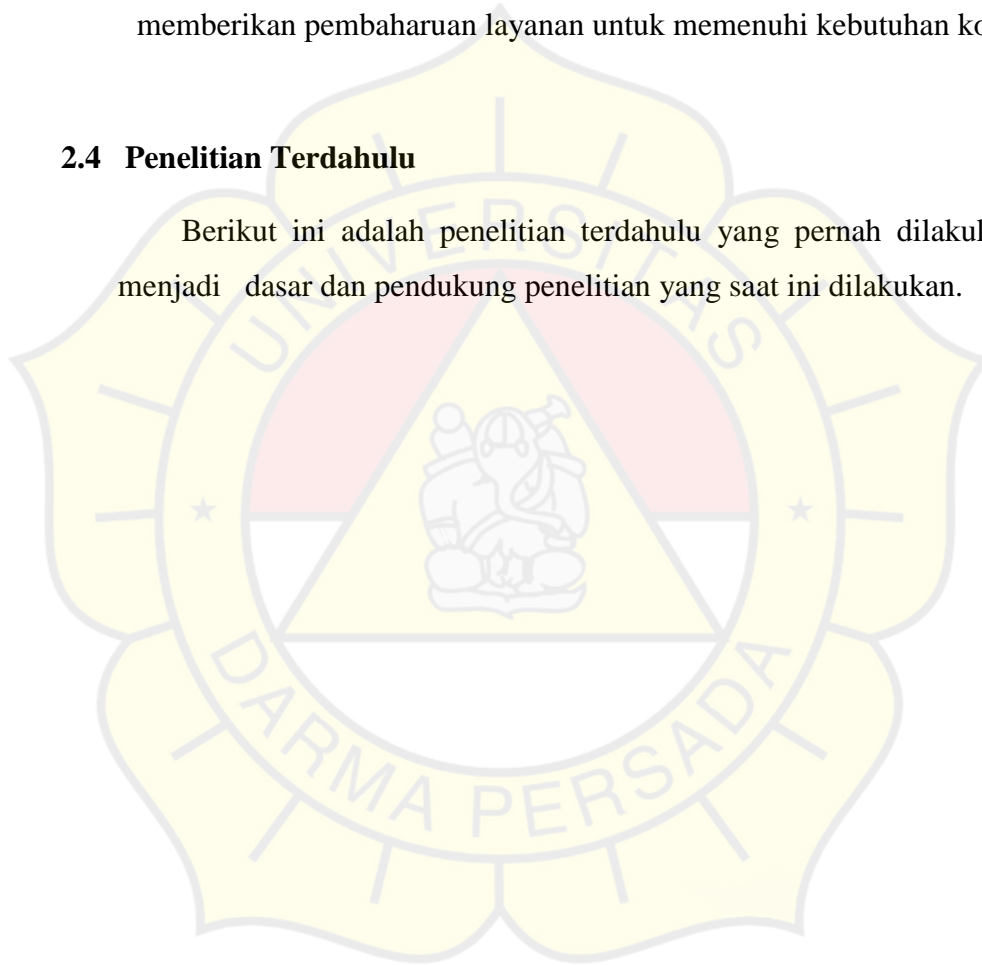 memberikan pembaharuan layanan untuk memenuhi kebutuhan
2.4 Penelitian Terdahulu
Berikut ini adalah penelitian terdahulu yang pernah
menjadi dasar dan pendukung penelitian yang saat ini dilakukan.
UNIVERSITAS
DARMA PERSADA